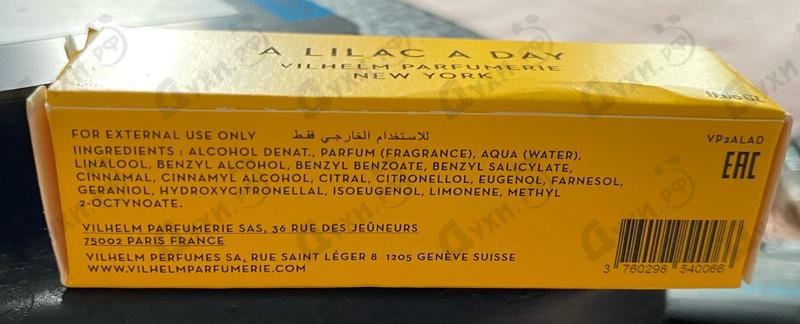 A LILAC A DAY
VILHELM PARFUMERIE
NEW YORK
FOR EXTERNAL USE ONLY للاستخدام الخارجي فقط
IINGREDIENTS : ALCOHOL DENAT., PARFUM (FRAGRANCE), AQUA (WATER),
LINALOOL, BENZYL ALCOHOL, BENZYL BENZOATE, BENZYL SALICYLATE,
CINNAMAL, CINNAMYL ALCOHOL, CITRAL, CITRONELLOL, EUGENOL, FARNESOL,
GERANIOL, HYDROXYCITRONELLAL, ISOEUGENOL, LIMONENE, METHYL
2-OCTYNOATE.
VILHELM PARFUMERIE SAS, 36 RUE DES JEÛNEURS
75002 PARIS FRANCE
VILHELM PERFUMES SA, RUE SAINT LÉGER 8 1205 GENÈVE SUISSE
WWW.VILHELMPARFUMERIE.COM
VP2ALAD
EAC
3 760298 540066
Духи.рф